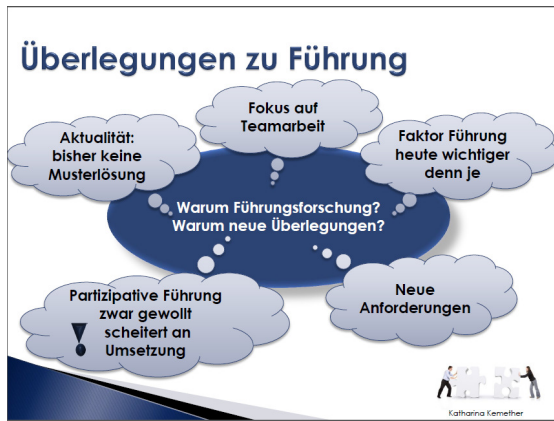 Überlegungen zu Führung
Fokus auf
Teamarbeit
Aktualität:
bisher keine
Musterlösung
Faktor Führung
heute wichtiger
denn je
Warum Führungsforschung?
Warum neue Überlegungen?
Partizipative Führung
zwar gewollt
scheitert an
Umsetzung
!
Neue
Anforderungen
Katharina Kemether